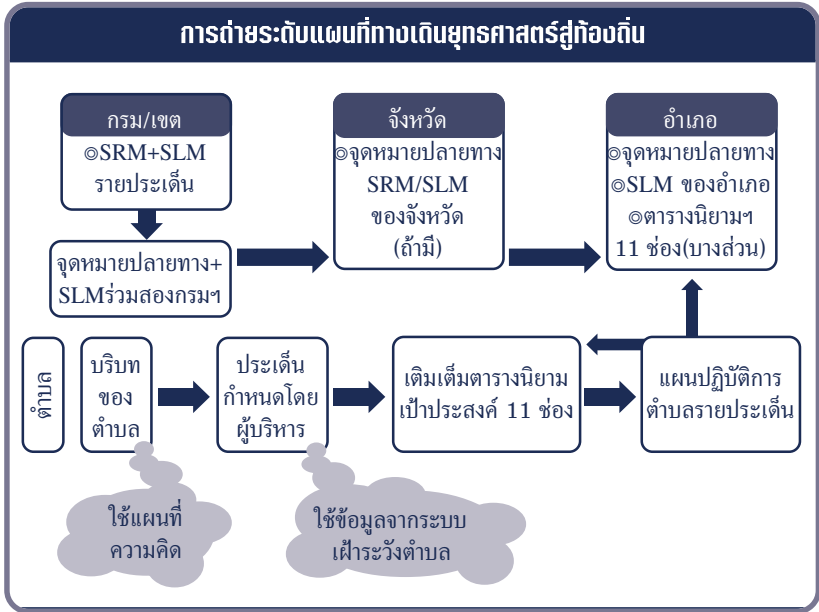 การถ่ายระดับแผนที่ทางเดินยุทธศาสตร์สู่ท้องถิ่น
กรม/เขต
◎SRM+SLM
รายประเด็น
จุดหมายปลายทาง+
SLMร่วมสองกรมฯ
จังหวัด
◎จุดหมายปลายทาง
SRM/SLM
ของจังหวัด
(ถ้ามี)
อำเภอ
◎จุดหมายปลายทาง
◎SLM ของอำเภอ
◎ตารางนิยามฯ
11 ช่อง(บางส่วน)
ตำบล
บริบท
ของ
ตำบล
ประเด็น
กำหนดโดย
ผู้บริหาร
เติมเต็มตารางนิยาม
เป้าประสงค์ 11 ช่อง
แผนปฏิบัติการ
ตำบลรายประเด็น
ใช้แผนที่
ความคิด
ใช้ข้อมูลจากระบบ
เฝ้าระวังตำบล